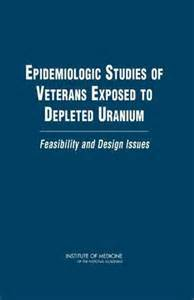 EPIDEMIOLOGIC STUDIES OF
VETERANS EXPOSED TO
DEPLETED URANIUM
Feasibility and Design Issues
INSTITUTE OF MEDICINE
OF THE NATIONAL ACADEMIES